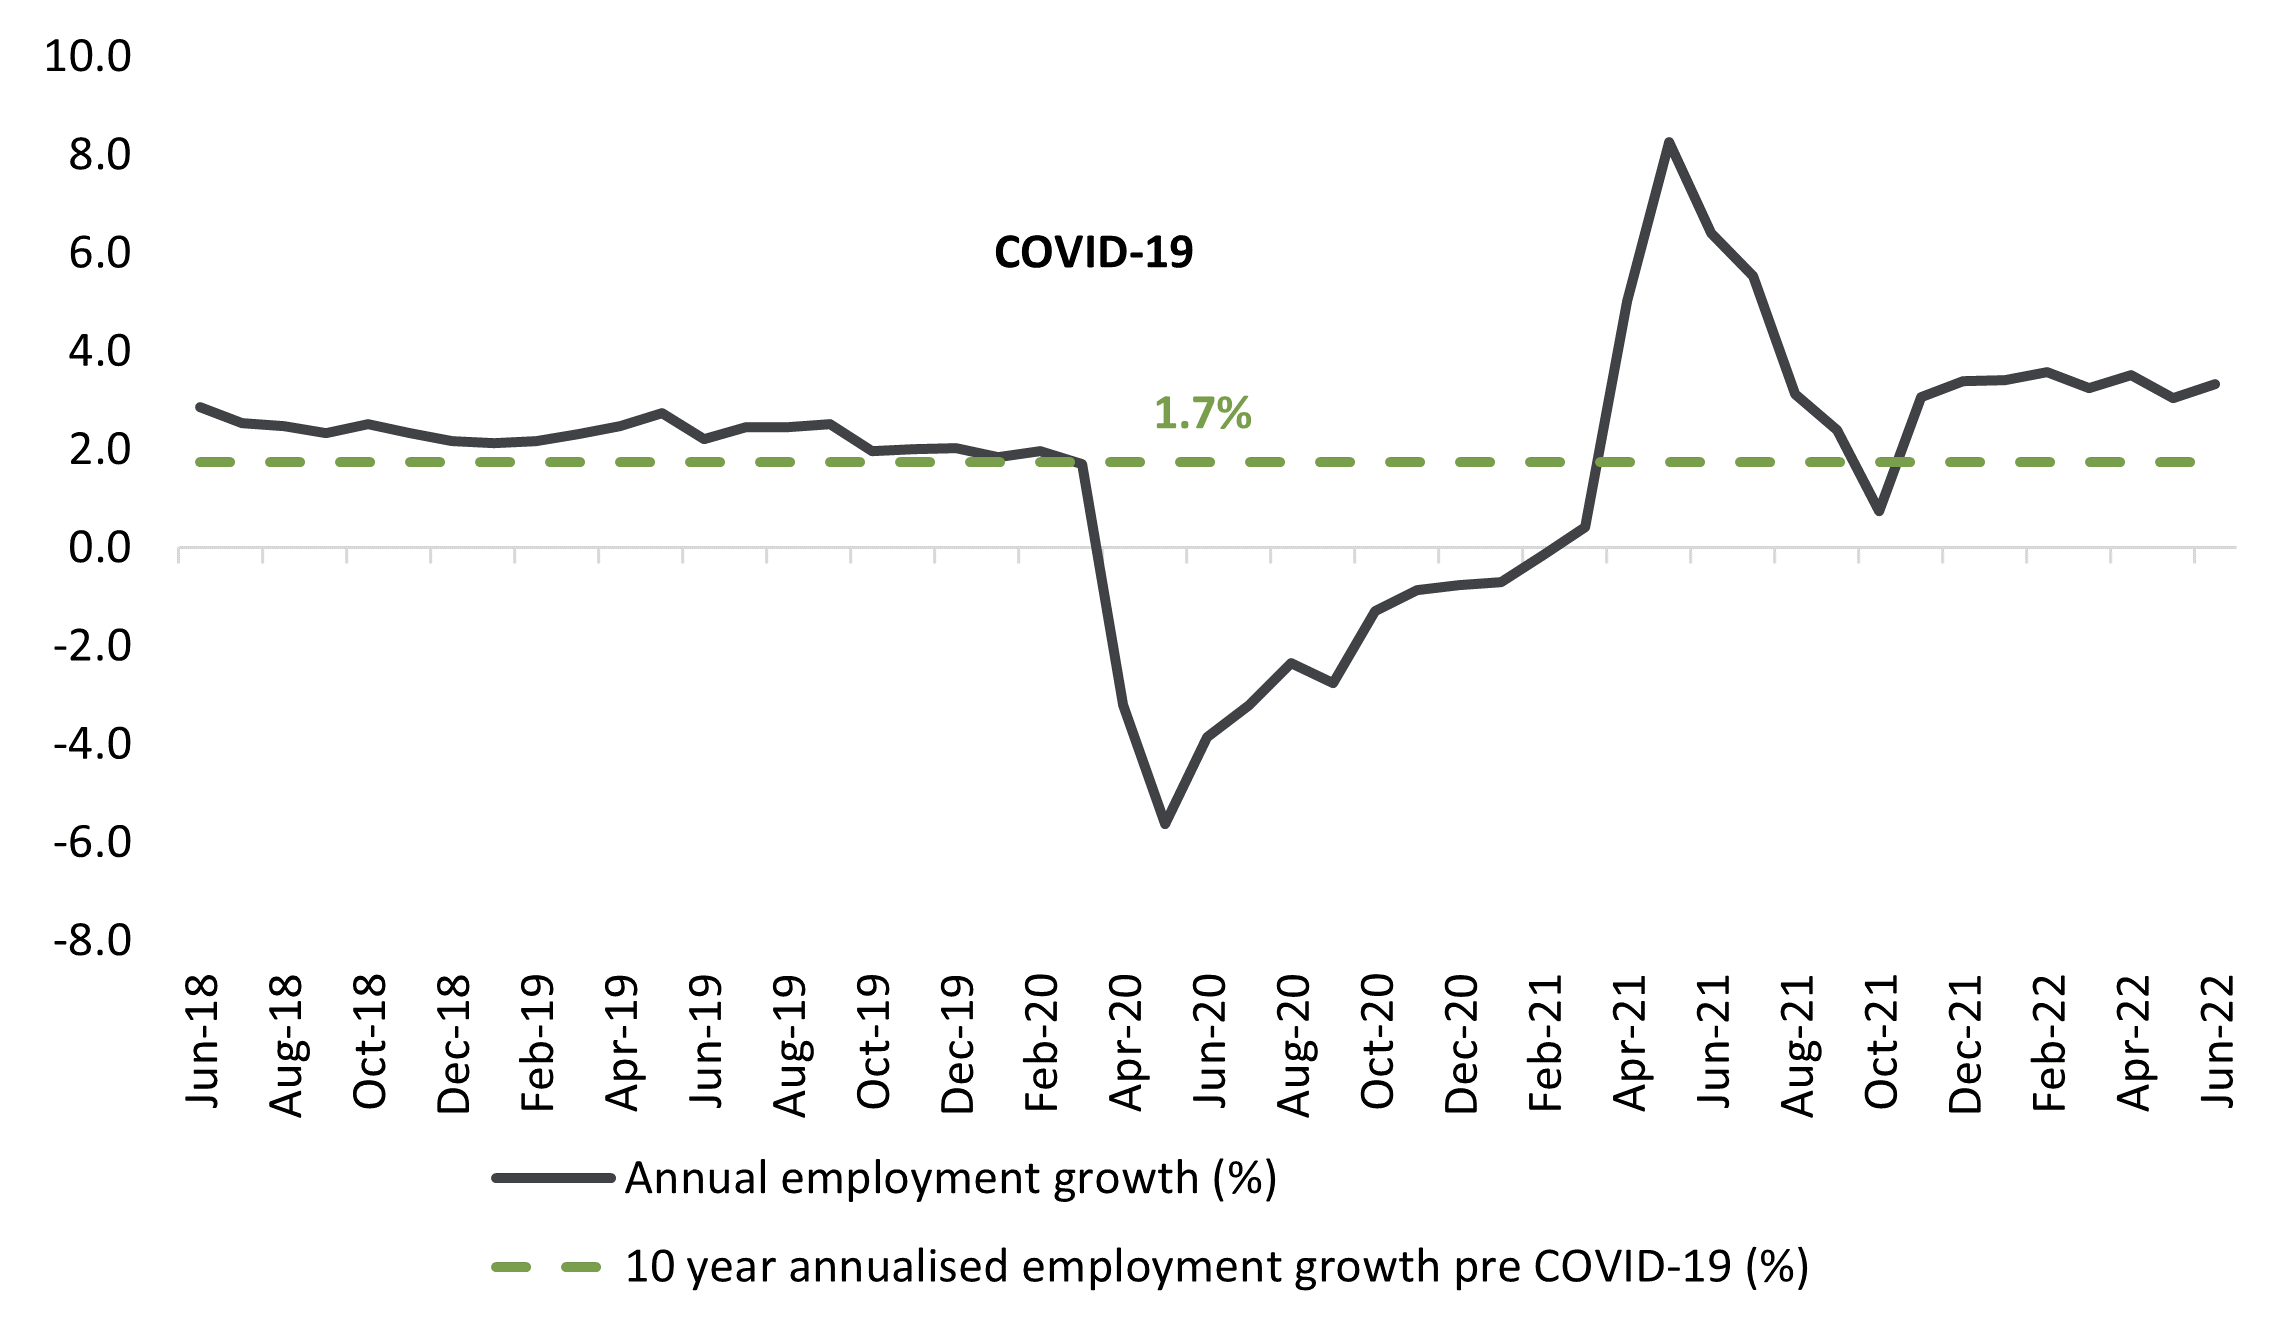 10.0
8.0
6.0
4.0
2.0
0.0
-2.0
-4.0
-6.0
-8.0
COVID-19
1.7%
Jun-18
Aug-18
Oct-18
Dec-18
Feb-19
Apr-19
Jun-19
Aug-19
Oct-19
Dec-19
Feb-20
Apr-20
Jun-20
Aug-20
Oct-20
Dec-20
Feb-21
Apr-21
Jun-21
Aug-21
Oct-21
Dec-21
Feb-22
Apr-22
Jun-22
Annual employment growth (%)
10 year annualised employment growth pre COVID-19 (%)